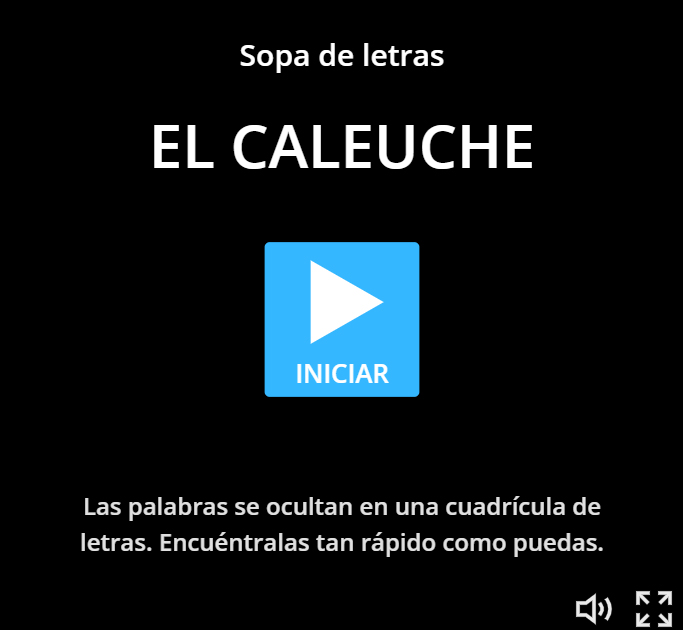 Sopa de letras
EL CALEUCHE
INICIAR
Las palabras se ocultan en una cuadrícula de
letras. Encuéntralas tan rápido como puedas.